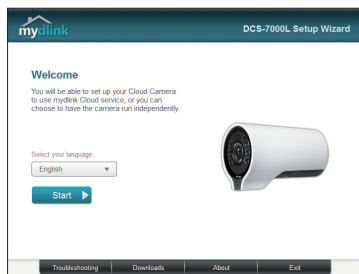 mydlink
DCS-7000L Setup Wizard
Welcome
You will be able to set up your Cloud Camera
to use mydlink Cloud service, or you can
choose to have the camera run independently.
Select your language:
English
Start
Troubleshooting Downloads About Exit